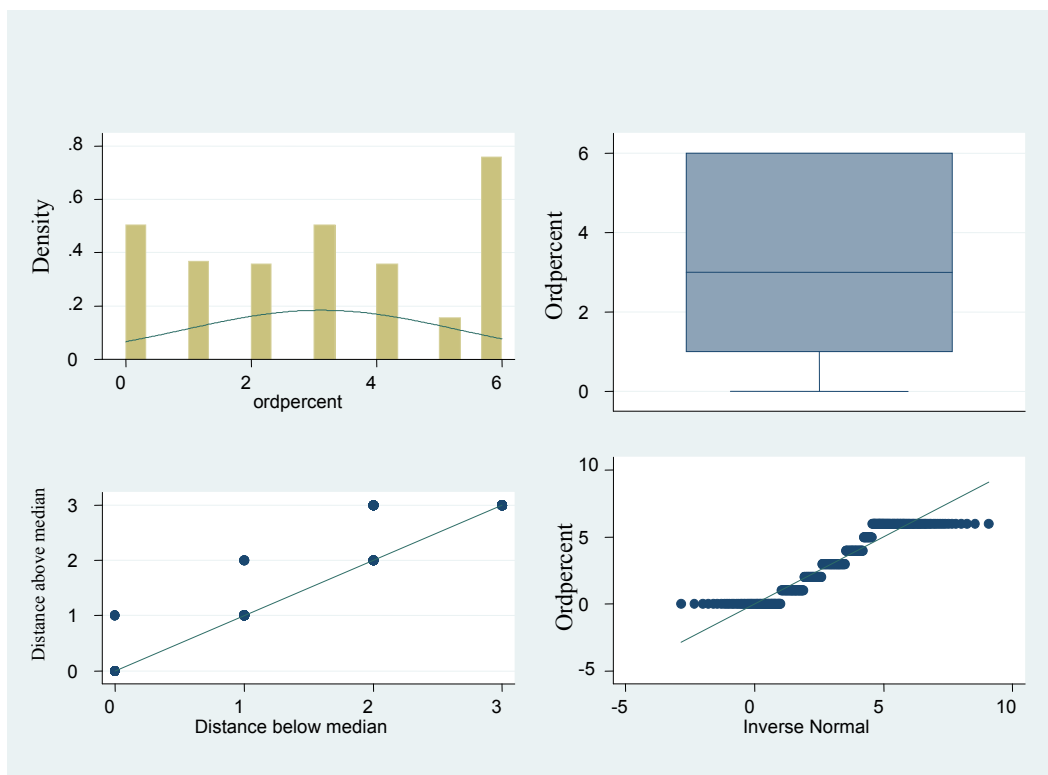 Density
.8
.6
.4
.2
0
0 2 4 6
ordpercent
Ordpercent
6
4
2
0
Distance above median
3
2
1
0
0 1 2 3
Distance below median
Ordpercent
10
5
0
-5
-5 0 5 10
Inverse Normal